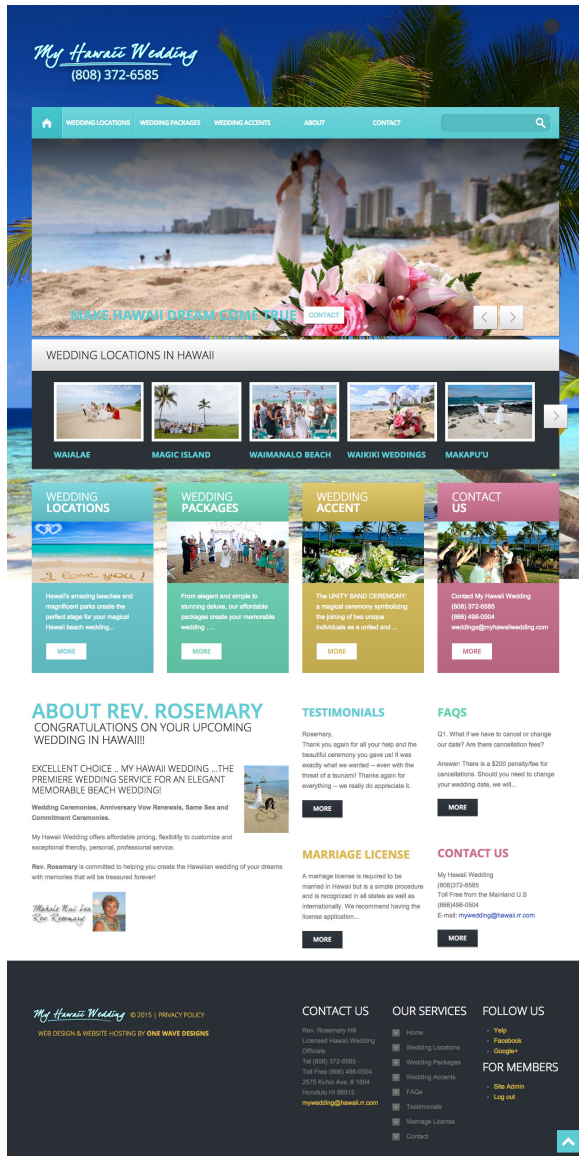 My Hawaii Wedding
(808) 372-6585
WEDDING LOCATIONS
WEDDING PACKAGES
WEDDING ACCENTS
ABOUT
CONTACT
MAKE HAWAII DREAM COME TRUE
CONTACT
WEDDING LOCATIONS IN HAWAII
WAIALAE
MAGIC ISLAND
WAIMANALO BEACH
WAIKIKI WEDDINGS
MAKAPU'U
WEDDING
LOCATIONS
I love you!
Hawaii's amazing beaches and
magnificent parks create the
perfect stage for your magical
Hawaii beach wedding...
MORE
WEDDING
PACKAGES
From elegant and simple to
stunning deluxe, our affordable
packages create your memorable
wedding ....
MORE
WEDDING
ACCENT
The UNITY SAND CEREMONY:
a magical ceremony symbolizing
the joining of two unique
individuals as a united and ...
MORE
CONTACT
US
Contact My Hawaii Wedding
(808) 372-6585
(866) 498-0504
weddings@myhawaiiwedding.com
MORE
ABOUT REV. ROSEMARY
CONGRATULATIONS ON YOUR UPCOMING
WEDDING IN HAWAII!!
EXCELLENT CHOICE .. MY HAWAII WEDDING ...THE
PREMIERE WEDDING SERVICE FOR AN ELEGANT
MEMORABLE BEACH WEDDING!
Wedding Ceremonies, Anniversary Vow Renewals, Same Sex and
Commitment Ceremonies.
My Hawaii Wedding offers affordable pricing, flexibility to customize and
exceptional friendly, personal, professional service.
Rev. Rosemary is committed to helping you create the Hawaiian wedding of your dreams
with memories that will be treasured forever!
Mahalo Nui Loa
Rev. Rosemary
TESTIMONIALS
Rosemary,
Thank you again for all your help and the
beautiful ceremony you gave us! It was
exactly what we wanted -- even with the
threat of a tsunami! Thanks again for
everything -- we really do appreciate it.
MORE
FAQS
Q1. What if we have to cancel or change
our date? Are there cancellation fees?
Answer: There is a $200 penalty/fee for
cancellations. Should you need to change
your wedding date, we will...
MORE
MARRIAGE LICENSE
A marriage license is required to be
married in Hawaii but is a simple procedure
and is recognized in all states as well as
internationally. We recommend having the
license application...
MORE
CONTACT US
My Hawaii Wedding
(808)372-6585
Toll Free from the Mainland U.S
(866)498-0504
E-mail: mywedding@hawaii.rr.com
MORE
My Hawaii Wedding © 2015 | PRIVACY POLICY
WEB DESIGN & WEBSITE HOSTING BY ONE WAVE DESIGNS
CONTACT US
Rev. Rosemary Hill
Licensed Hawaii Wedding
Officiate
Tel (808) 372-6585
Toll Free (866) 498-0504
2575 Kuhio Ave. # 1804
Honolulu HI 96815
mywedding@hawaii.rr.com
OUR SERVICES
Home
Wedding Locations
Wedding Packages
Wedding Accents
FAQs
Testimonials
Marriage License
Contact
FOLLOW US
Yelp
Facebook
Google+
FOR MEMBERS
Site Admin
Log out